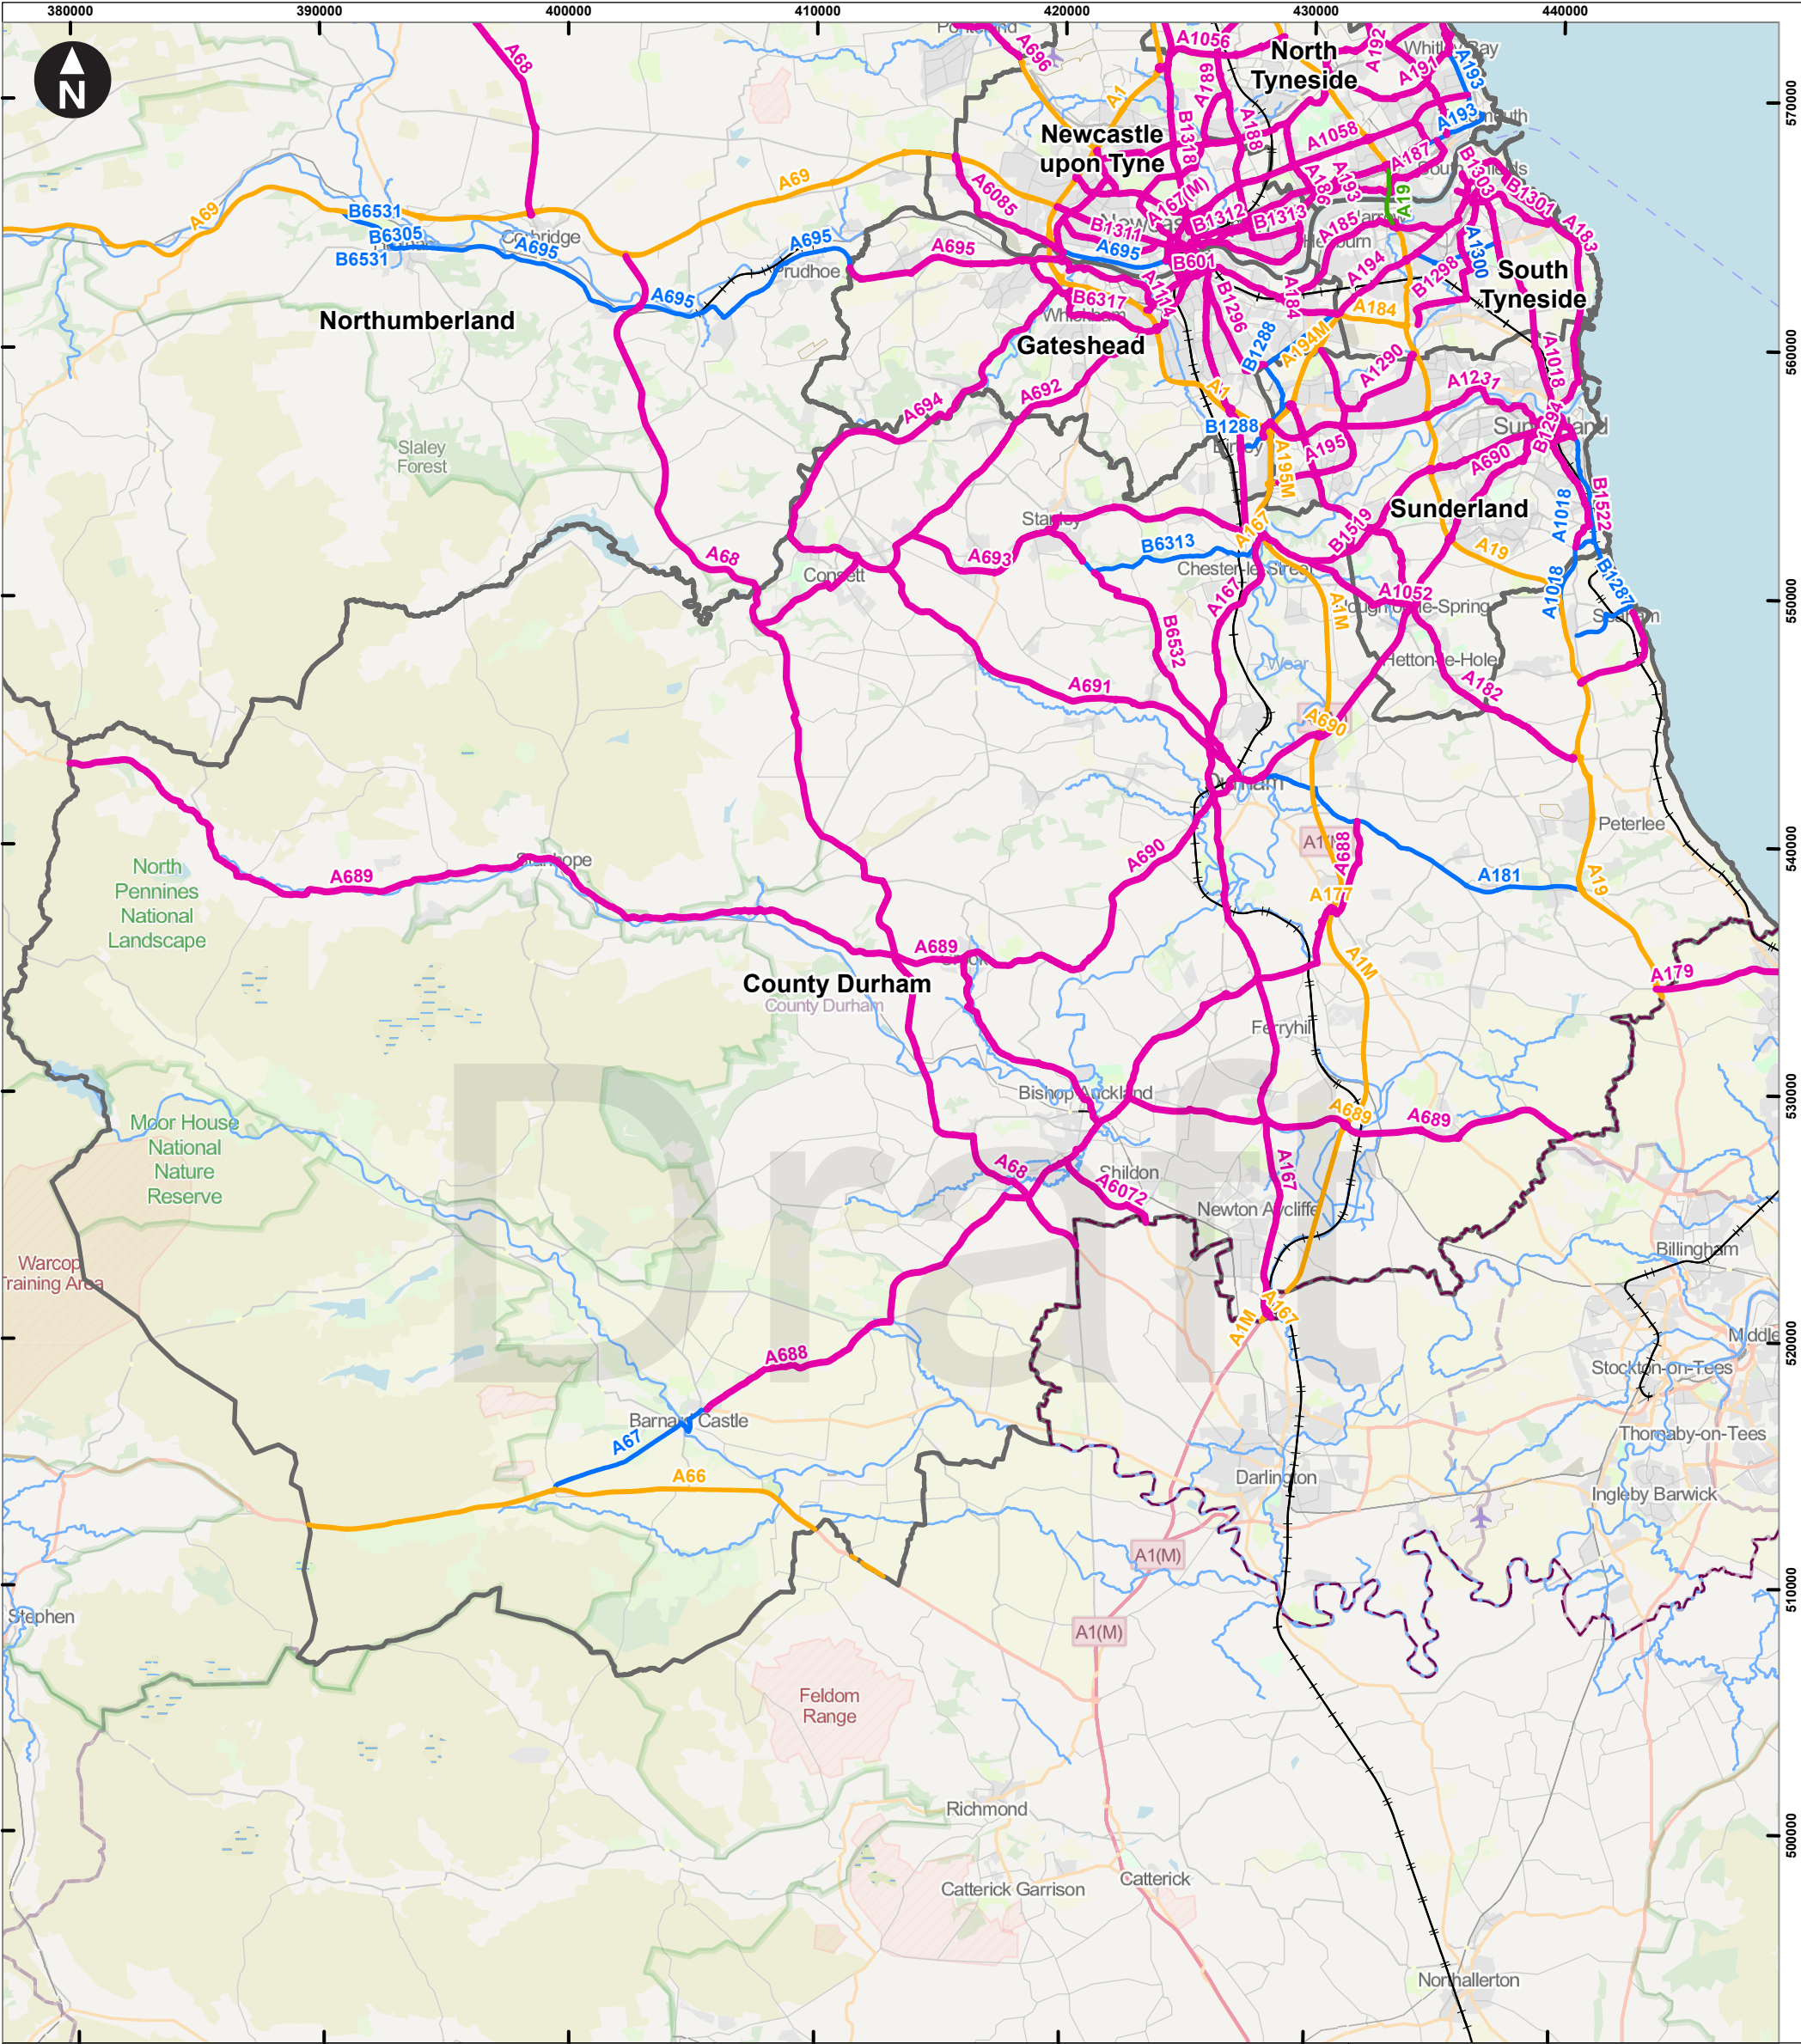 380000
390000
400000
410000
420000
430000
440000
N
A68
A696
A1056
North
Tyneside
A192
Whitley Bay
A191
A193
A1
A189
Newcastle
upon Tyne
B1318
A188
A1058
A193
A187
570000
A69
A69
A6085
A167(M)
A193
A19
B1303
B1301
B6531
B6305
B6531
A695
A695
Prudhoe
A695
A695
B1311
A695
B1312
B1313
A185
A183
B601
A194
A1300
B1298
South
Tyneside
Northumberland
A695
B6317
Whickham
A1114
B1296
A184
A184
Gateshead
B1288
A194M
A1290
A1018
560000
A694
A692
A1
A1231
B1288
A195
A195M
B1294
A690
Slaley
Forest
Sunderland
Stanley
A693
B6313
A167
Chester-le-Street
B1519
A19
A1018
B1522
A68
Consett
A167
A1M
A1052
A1018
B1287
550000
B6532
Wear
Hetton-le-Hole
A691
A182
A690
Durham
A1(M)
A688
Peterlee
540000
North
Pennines
National
Landscape
A689
Stanhope
A690
A181
A177
A19
A689
A1M
A179
County Durham
County Durham
Ferryhill
Bishop Auckland
530000
Moor House
National
Nature
Reserve
A689
A689
Draft
A68
A6072
Shildon
A167
Newton Aycliffe
Warcop
Training Area
Billingham
A1M
A167
Middle
520000
A688
Stockton-on-Tees
Barnard Castle
A67
Thornaby-on-Tees
A66
Darlington
Ingleby Barwick
A1(M)
510000
Stephen
A1(M)
Feldom
Range
Richmond
500000
Catterick Garrison
Catterick
Northallerton